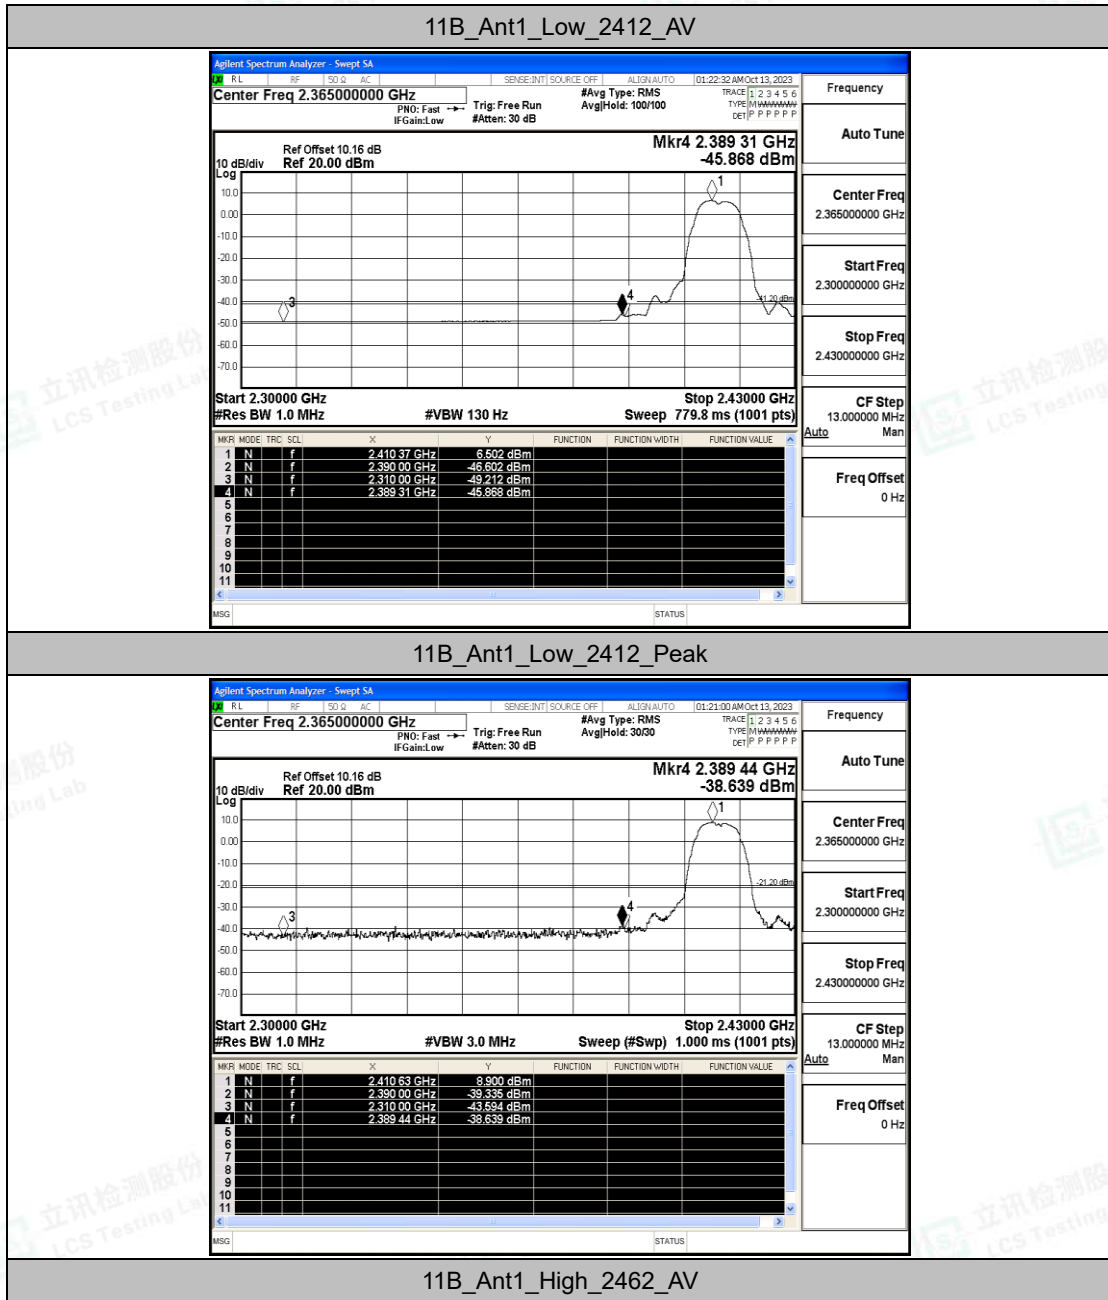 11B_Ant1_Low_2412_AV
Agilent Spectrum Analyzer - Swept SA
RL RF 50 Ω AC SENSE:INT SOURCE OFF ALIGN AUTO 01:22:32 AM Oct 13, 2023
Center Freq 2.365000000 GHz #Avg Type: RMS TRACE 1 2 3 4 5 6
PNO: Fast Trig: Free Run Avg|Hold: 100/100 TYPE M
IFGain:Low #Atten: 30 dB DET P P P P P P
Mkr4 2.389 31 GHz
-45.868 dBm
Ref Offset 10.16 dB
10 dB/div Ref 20.00 dBm
Log
10.0
0.00
-10.0
-20.0
-30.0
-40.0
-50.0
-60.0
-70.0
1
3
4
-41.20 dBm
Start 2.30000 GHz Stop 2.43000 GHz
#Res BW 1.0 MHz #VBW 130 Hz Sweep 779.8 ms (1001 pts)
MKR MODE TRC SCL X Y FUNCTION FUNCTION WIDTH FUNCTION VALUE
1 N f 2.410 37 GHz 6.502 dBm
2 N f 2.390 00 GHz -46.602 dBm
3 N f 2.310 00 GHz -49.212 dBm
4 N f 2.389 31 GHz -45.868 dBm
5
6
7
8
9
10
11
MSG STATUS
Frequency
Auto Tune
Center Freq
2.365000000 GHz
Start Freq
2.300000000 GHz
Stop Freq
2.430000000 GHz
CF Step
13.000000 MHz
Auto Man
Freq Offset
0 Hz
11B_Ant1_Low_2412_Peak
Agilent Spectrum Analyzer - Swept SA
RL RF 50 Ω AC SENSE:INT SOURCE OFF ALIGN AUTO 01:21:00 AM Oct 13, 2023
Center Freq 2.365000000 GHz #Avg Type: RMS TRACE 1 2 3 4 5 6
PNO: Fast Trig: Free Run Avg|Hold: 30/30 TYPE M
IFGain:Low #Atten: 30 dB DET P P P P P P
Mkr4 2.389 44 GHz
-38.639 dBm
Ref Offset 10.16 dB
10 dB/div Ref 20.00 dBm
Log
10.0
0.00
-10.0
-20.0
-30.0
-40.0
-50.0
-60.0
-70.0
1
3
4
-21.20 dBm
Start 2.30000 GHz Stop 2.43000 GHz
#Res BW 1.0 MHz #VBW 3.0 MHz Sweep (#Swp) 1.000 ms (1001 pts)
MKR MODE TRC SCL X Y FUNCTION FUNCTION WIDTH FUNCTION VALUE
1 N f 2.410 63 GHz 8.900 dBm
2 N f 2.390 00 GHz -39.335 dBm
3 N f 2.310 00 GHz -43.594 dBm
4 N f 2.389 44 GHz -38.639 dBm
5
6
7
8
9
10
11
MSG STATUS
Frequency
Auto Tune
Center Freq
2.365000000 GHz
Start Freq
2.300000000 GHz
Stop Freq
2.430000000 GHz
CF Step
13.000000 MHz
Auto Man
Freq Offset
0 Hz
11B_Ant1_High_2462_AV
立讯检测股份
LCS Testing Lab